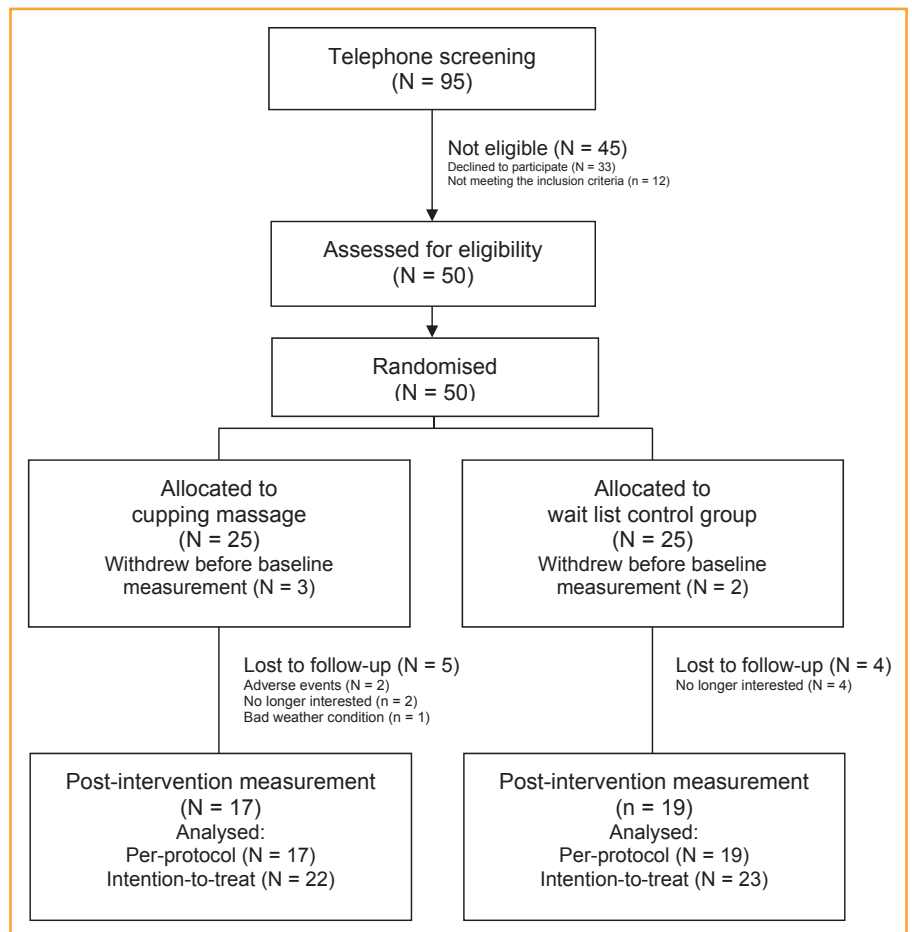 Telephone screening
(N = 95)
Not eligible (N = 45)
Declined to participate (N = 33)
Not meeting the inclusion criteria (n = 12)
Assessed for eligibility
(N = 50)
Randomised
(N = 50)
Allocated to
cupping massage
(N = 25)
Withdrew before baseline
measurement (N = 3)
Allocated to
wait list control group
(N = 25)
Withdrew before baseline
measurement (N = 2)
Lost to follow-up (N = 5)
Adverse events (N = 2)
No longer interested (n = 2)
Bad weather condition (n = 1)
Lost to follow-up (N = 4)
No longer interested (N = 4)
Post-intervention measurement
(N = 17)
Analysed:
Per-protocol (N = 17)
Intention-to-treat (N = 22)
Post-intervention measurement
(n = 19)
Analysed:
Per-protocol (N = 19)
Intention-to-treat (N = 23)